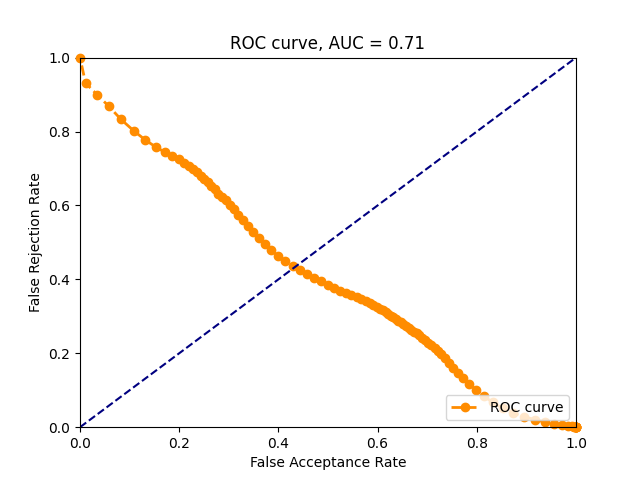 ROC curve, AUC = 0.71
1.0
0.8
0.6
0.4
0.2
0.0
False Rejection Rate
ROC curve
0.0 0.2 0.4 0.6 0.8 1.0
False Acceptance Rate